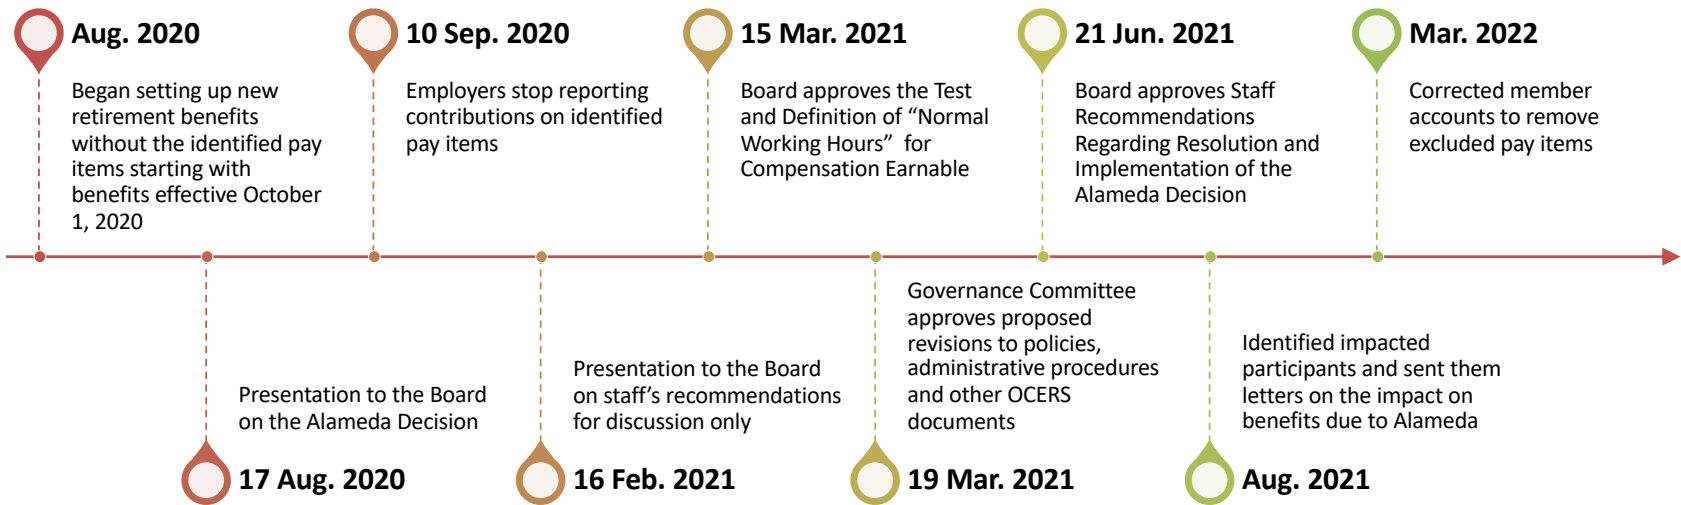 Aug. 2020
Began setting up new
retirement benefits
without the identified pay
items starting with
benefits effective October
1, 2020
10 Sep. 2020
Employers stop reporting
contributions on identified
pay items
15 Mar. 2021
Board approves the Test
and Definition of “Normal
Working Hours”  for
Compensation Earnable
21 Jun. 2021
Board approves Staff
Recommendations
Regarding Resolution and
Implementation of the
Alameda Decision
Mar. 2022
Corrected member
accounts to remove
excluded pay items
Presentation to the Board
on the Alameda Decision
17 Aug. 2020
Presentation to the Board
on staff’s recommendations
for discussion only
16 Feb. 2021
Governance Committee
approves proposed
revisions to policies,
administrative procedures
and other OCERS
documents
19 Mar. 2021
Identified impacted
participants and sent them
letters on the impact on
benefits due to Alameda
Aug. 2021